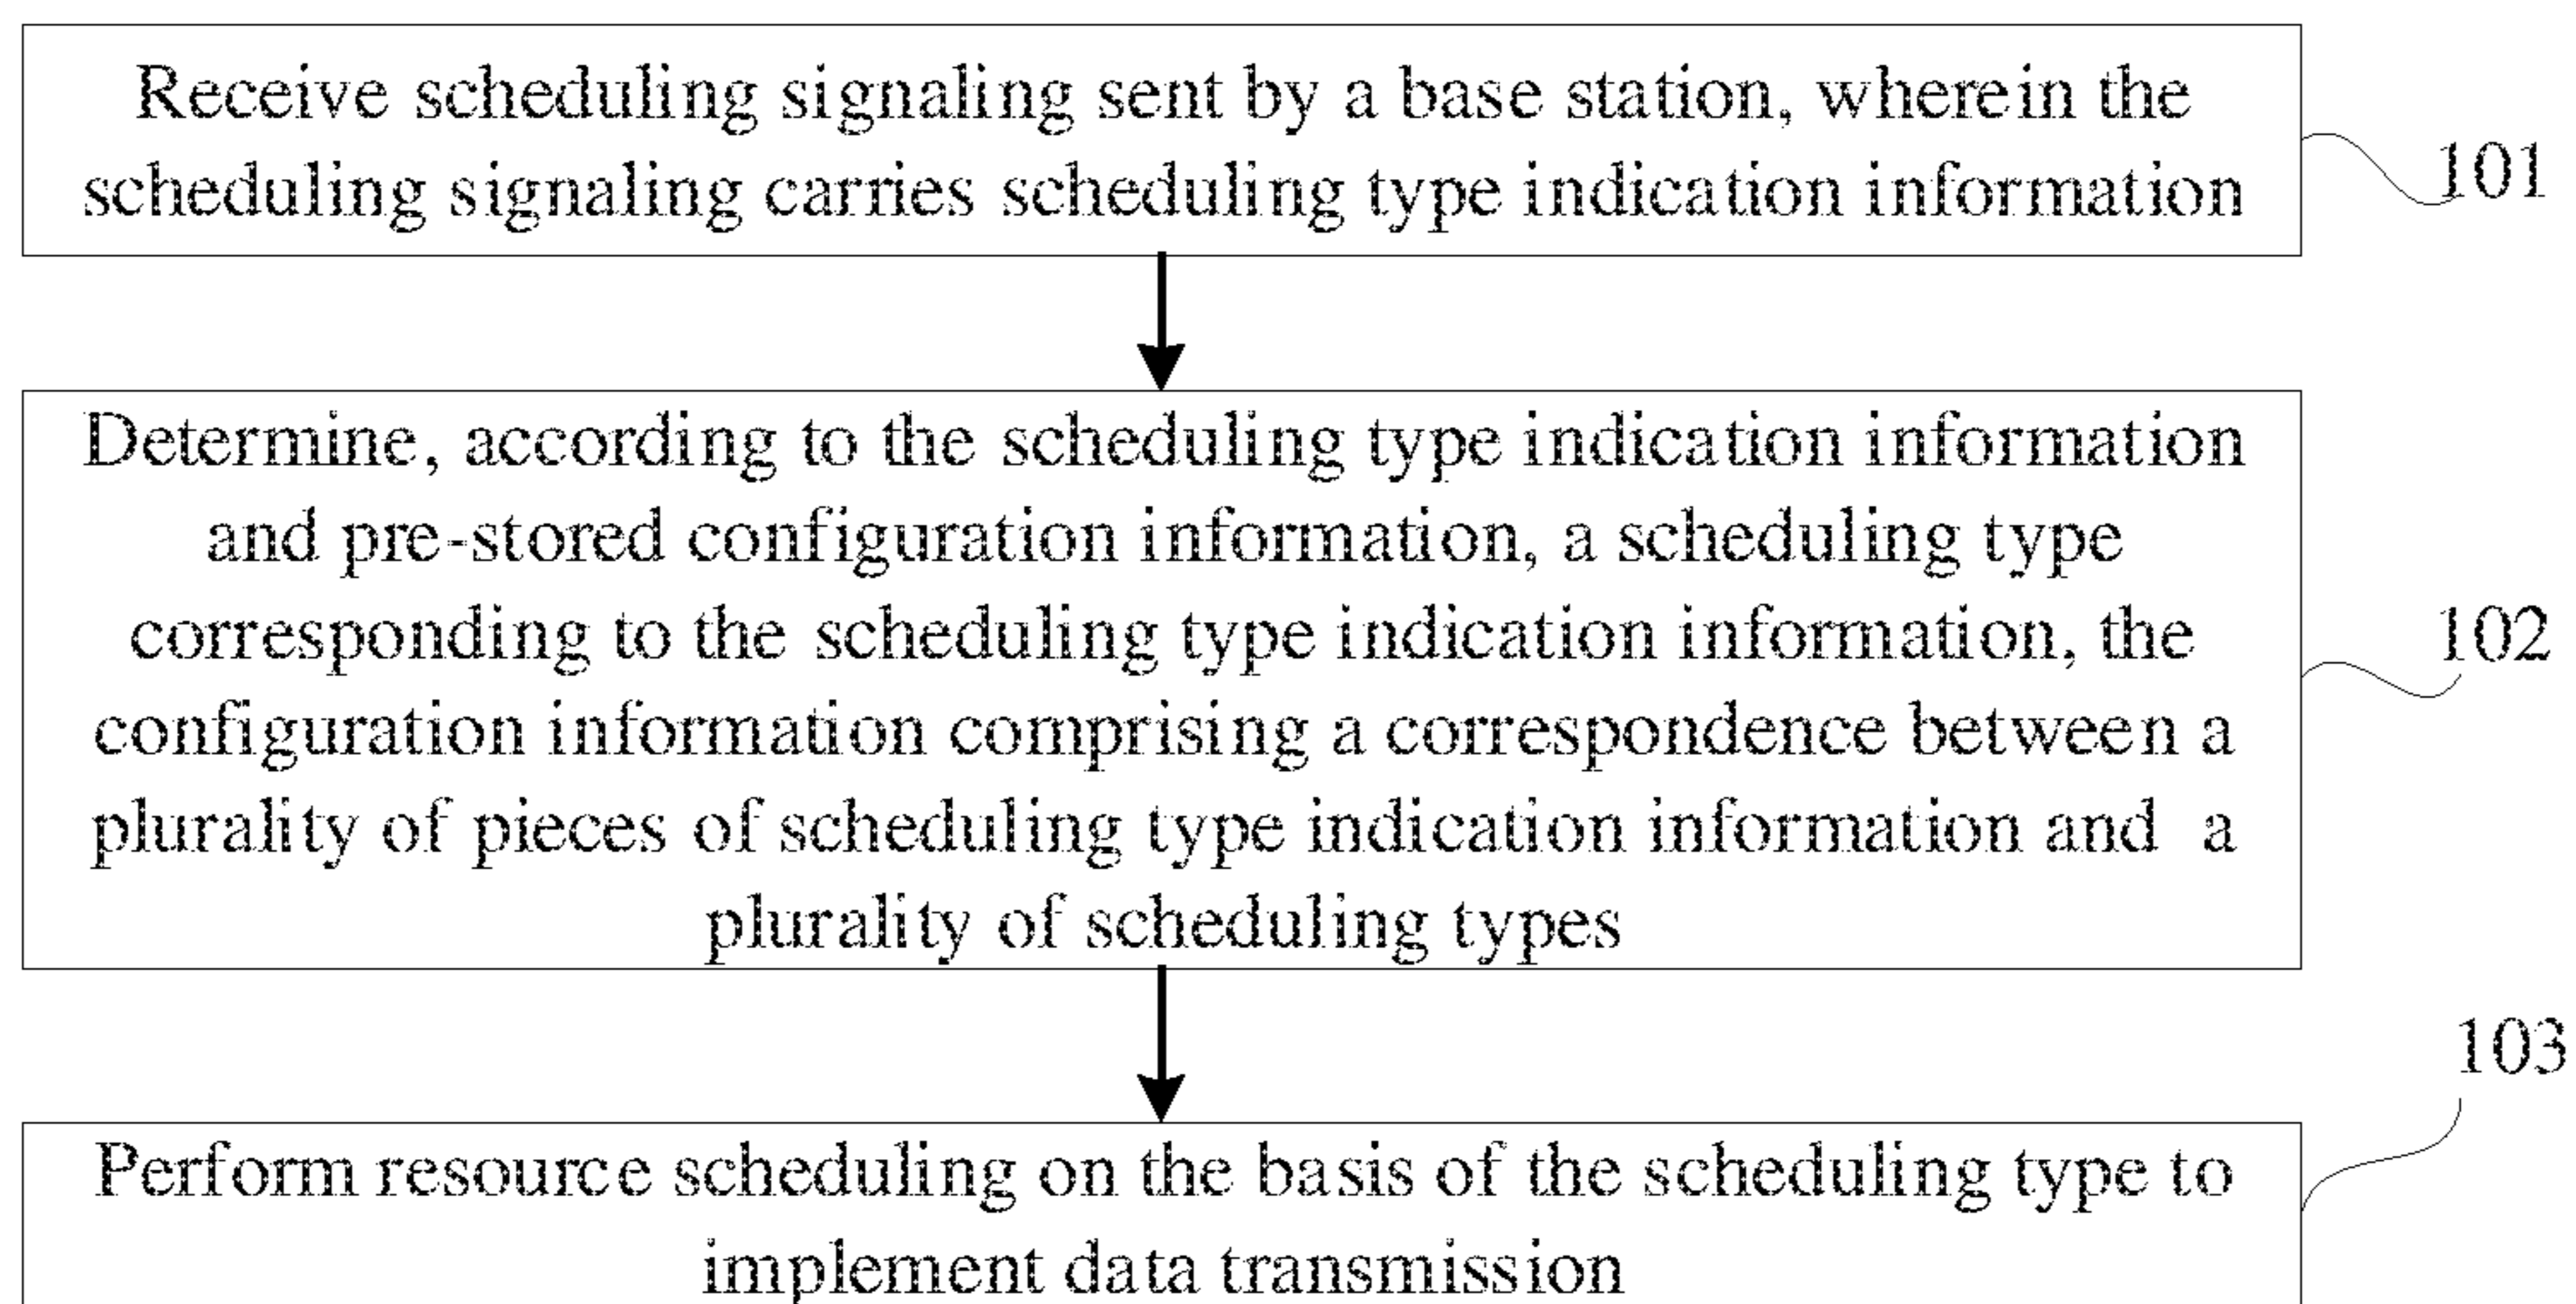 Receive scheduling signaling sent by a base station, wherein the
scheduling signaling carries scheduling type indication information
101
Determine, according to the scheduling type indication information
and pre-stored configuration information, a scheduling type
corresponding to the scheduling type indication information, the
configuration information comprising a correspondence between a
plurality of pieces of scheduling type indication information and a
plurality of scheduling types
102
103
Perform resource scheduling on the basis of the scheduling type to
implement data transmission